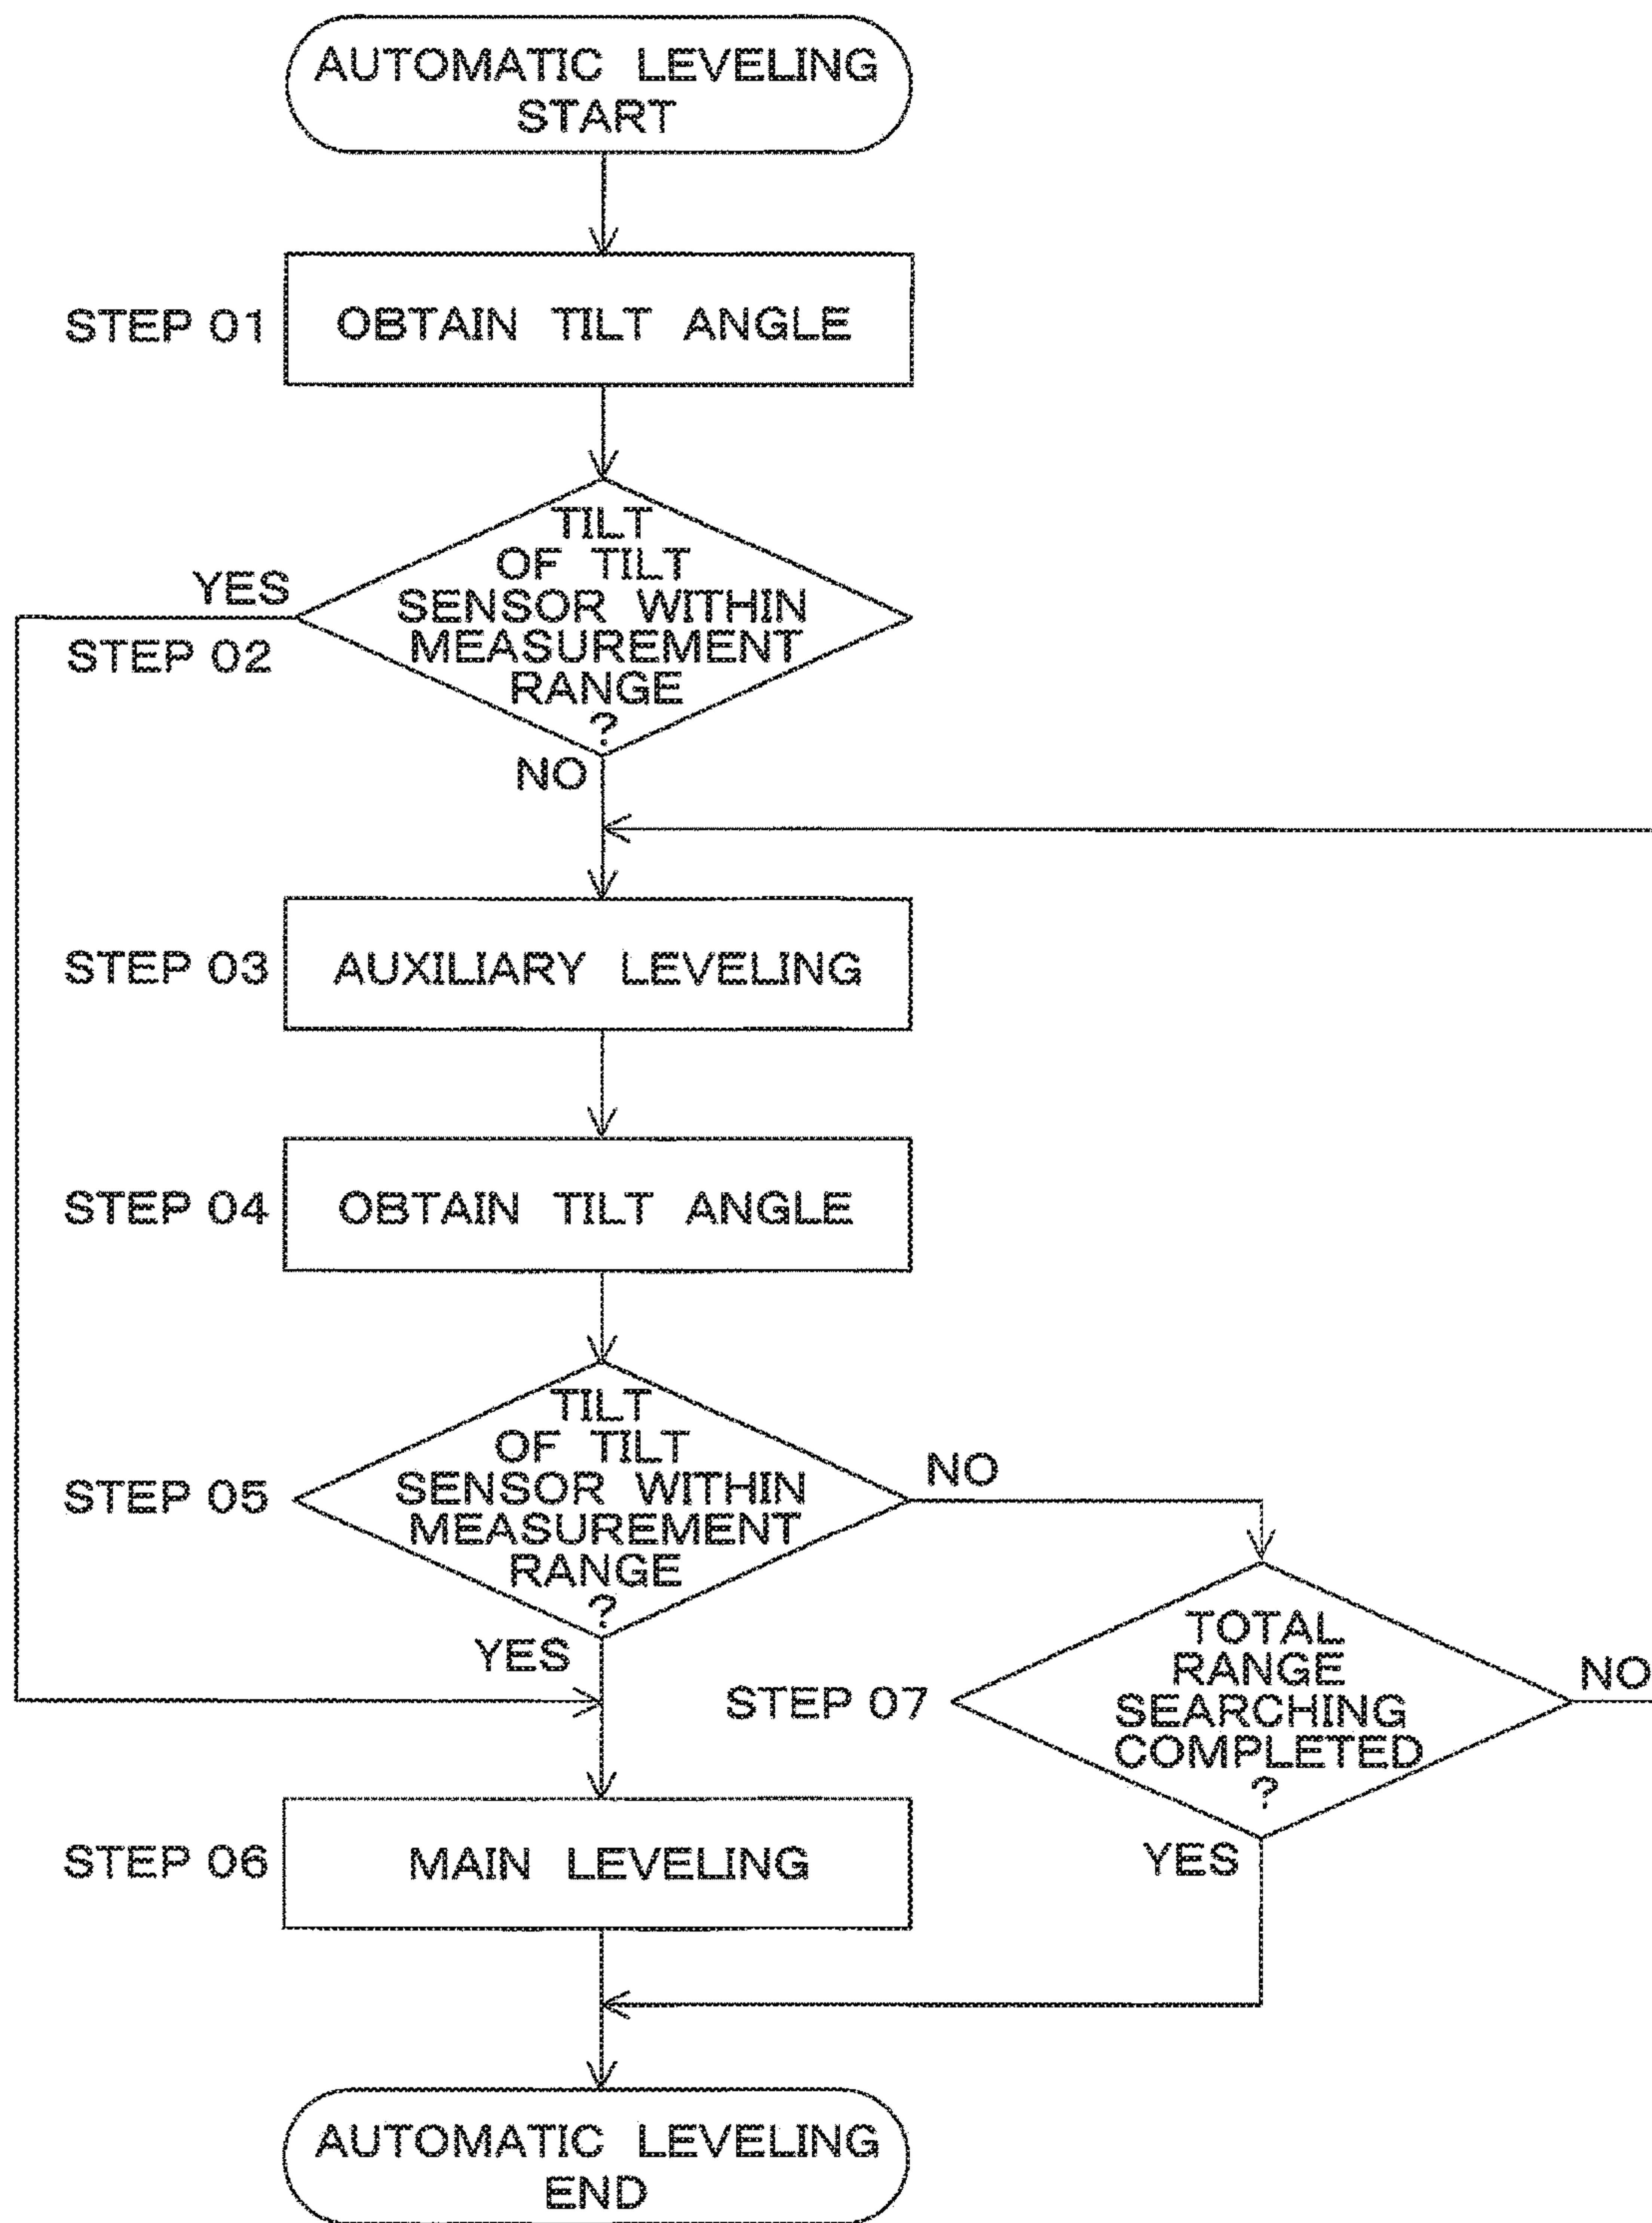 AUTOMATIC LEVELING
START
STEP 01
OBTAIN TILT ANGLE
YES
STEP 02
TILT
OF TILT
SENSOR WITHIN
MEASUREMENT
RANGE
?
NO
STEP 03
AUXILIARY LEVELING
STEP 04
OBTAIN TILT ANGLE
STEP 05
TILT
OF TILT
SENSOR WITHIN
MEASUREMENT
RANGE
?
NO
YES
STEP 07
TOTAL
RANGE
SEARCHING
COMPLETED
?
NO
YES
STEP 06
MAIN LEVELING
AUTOMATIC LEVELING
END